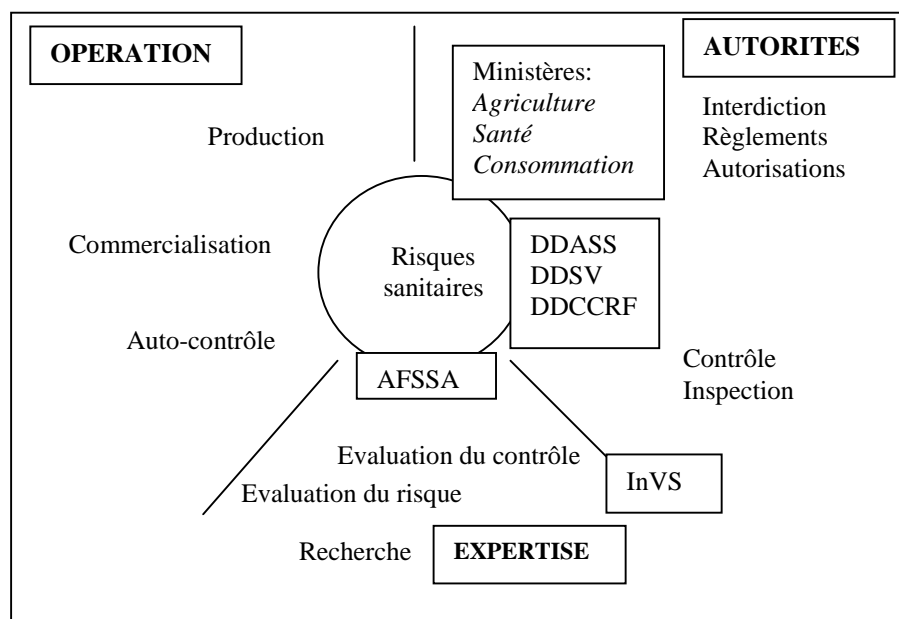 OPERATION
AUTORITES
Ministères:
Agriculture
Santé
Consommation
Interdiction
Règlements
Autorisations
Production
Commercialisation
Risques
sanitaires
DDASS
DDSV
DDCCRF
Auto-contrôle
Contrôle
Inspection
AFSSA
Evaluation du contrôle
InVS
Evaluation du risque
Recherche
EXPERTISE